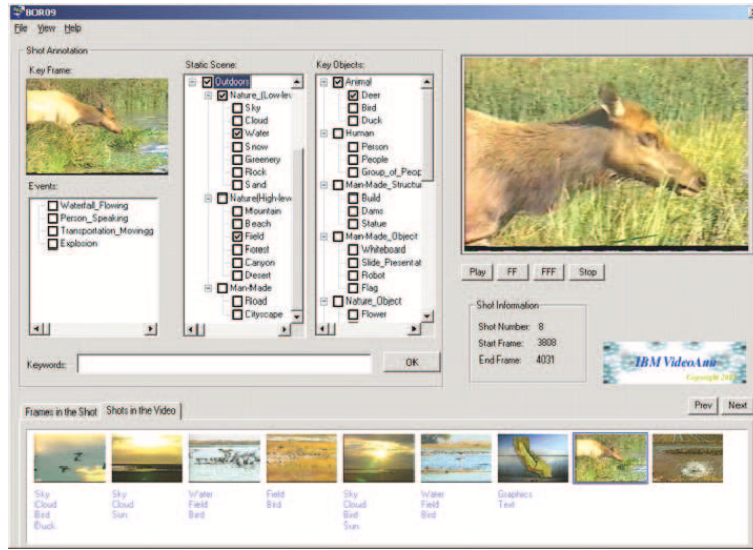 BOR09
File View Help
Shot Annotation
Key Frame:
Events:
Waterfall_Flowing
Person_Speaking
Transportation_Movingg
Explosion
Static Scene:
Outdoors
Nature_(Low-lev
Sky
Cloud
Water
Snow
Greenery
Rock
Sand
Nature(High-leve
Mountain
Beach
Field
Forest
Canyon
Desert
Man-Made
Road
Cityscape
Key Objects:
Animal
Deer
Bird
Duck
Human
Person
People
Group_of_Peop
Man-Made_Structu
Build
Dams
Statue
Man-Made_Object
Whiteboard
Slide_Presentat
Robot
Flag
Nature_Object
Flower
Keywords:
OK
Play FF FFF Stop
Shot Information
Shot Number: 8
Start Frame: 3808
End Frame: 4031
IBM VideoAnn
Prev Next
Frames in the Shot Shots in the Video
Sky
Cloud
Bird
Duck
Sky
Cloud
Sun
Water
Field
Bird
Field
Bird
Sky
Cloud
Bird
Sun
Water
Field
Bird
Graphics
Text